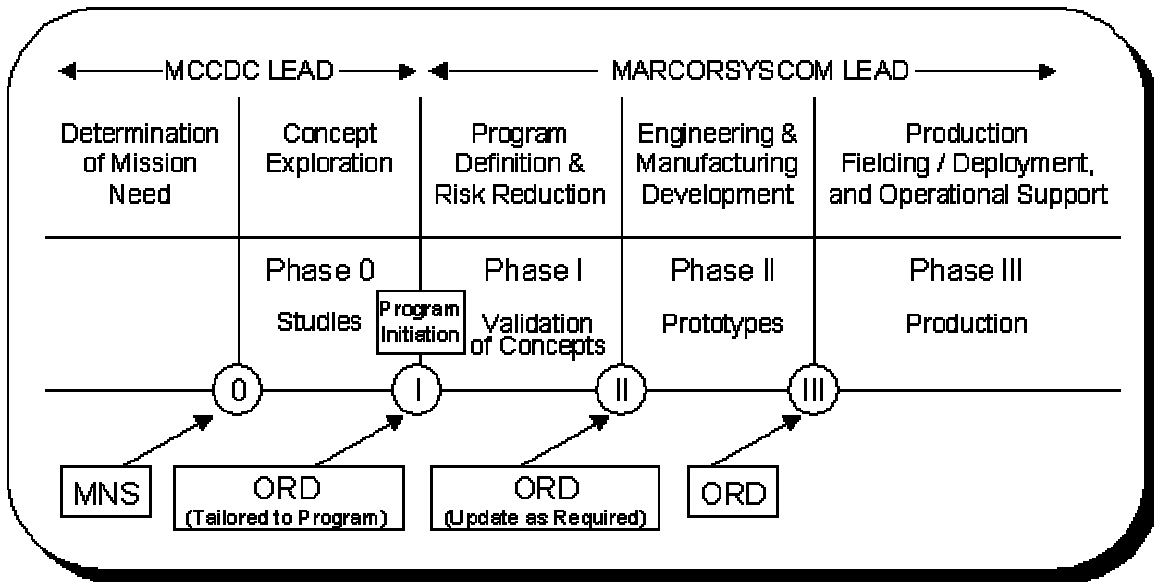 MCCDC LEAD
MARCORSYSCOM LEAD
Determination
of Mission
Need
Concept
Exploration
Program
Definition &
Risk Reduction
Engineering &
Manufacturing
Development
Production
Fielding / Deployment,
and Operational Support
Phase 0
Studies
Program
Initiation
Phase I
Validation
of Concepts
Phase II
Prototypes
Phase III
Production
0
I
II
III
MNS
ORD
(Tailored to Program)
ORD
(Update as Required)
ORD